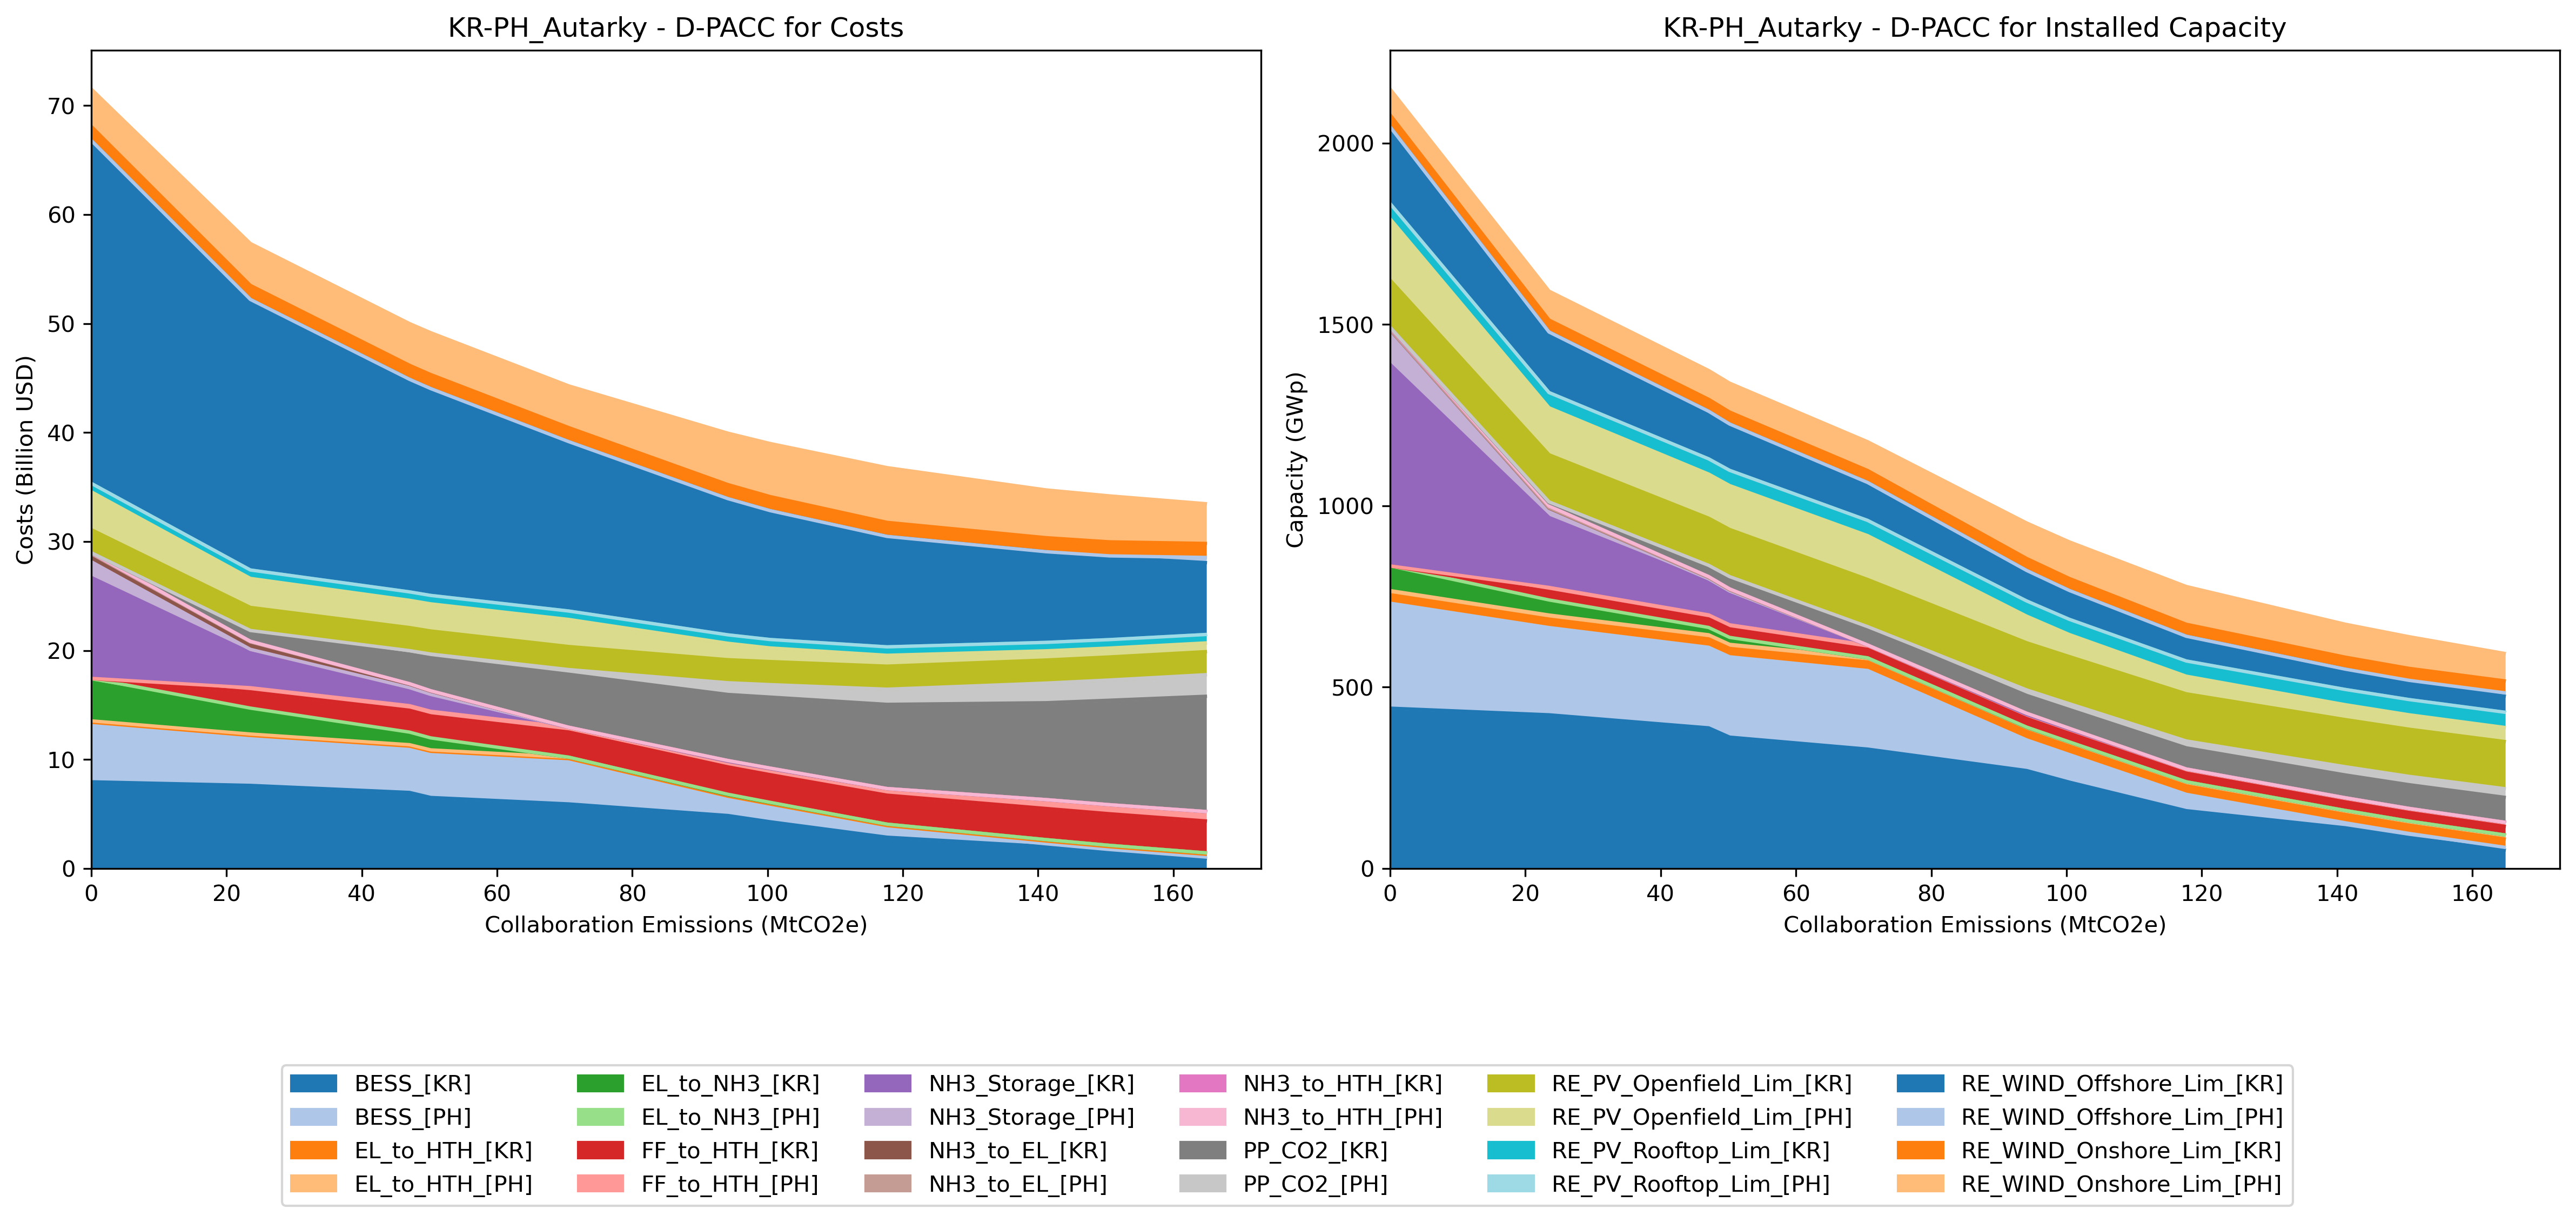 KR-PH_Autarky - D-PACC for Costs
Costs (Billion USD)
70
60
50
40
30
20
10
0
0 20 40 60 80 100 120 140 160
Collaboration Emissions (MtCO2e)
KR-PH_Autarky - D-PACC for Installed Capacity
Capacity (GWp)
2000
1500
1000
500
0
0 20 40 60 80 100 120 140 160
Collaboration Emissions (MtCO2e)
BESS_[KR]
BESS_[PH]
EL_to_HTH_[KR]
EL_to_HTH_[PH]
EL_to_NH3_[KR]
EL_to_NH3_[PH]
FF_to_HTH_[KR]
FF_to_HTH_[PH]
NH3_Storage_[KR]
NH3_Storage_[PH]
NH3_to_EL_[KR]
NH3_to_EL_[PH]
NH3_to_HTH_[KR]
NH3_to_HTH_[PH]
PP_CO2_[KR]
PP_CO2_[PH]
RE_PV_Openfield_Lim_[KR]
RE_PV_Openfield_Lim_[PH]
RE_PV_Rooftop_Lim_[KR]
RE_PV_Rooftop_Lim_[PH]
RE_WIND_Offshore_Lim_[KR]
RE_WIND_Offshore_Lim_[PH]
RE_WIND_Onshore_Lim_[KR]
RE_WIND_Onshore_Lim_[PH]